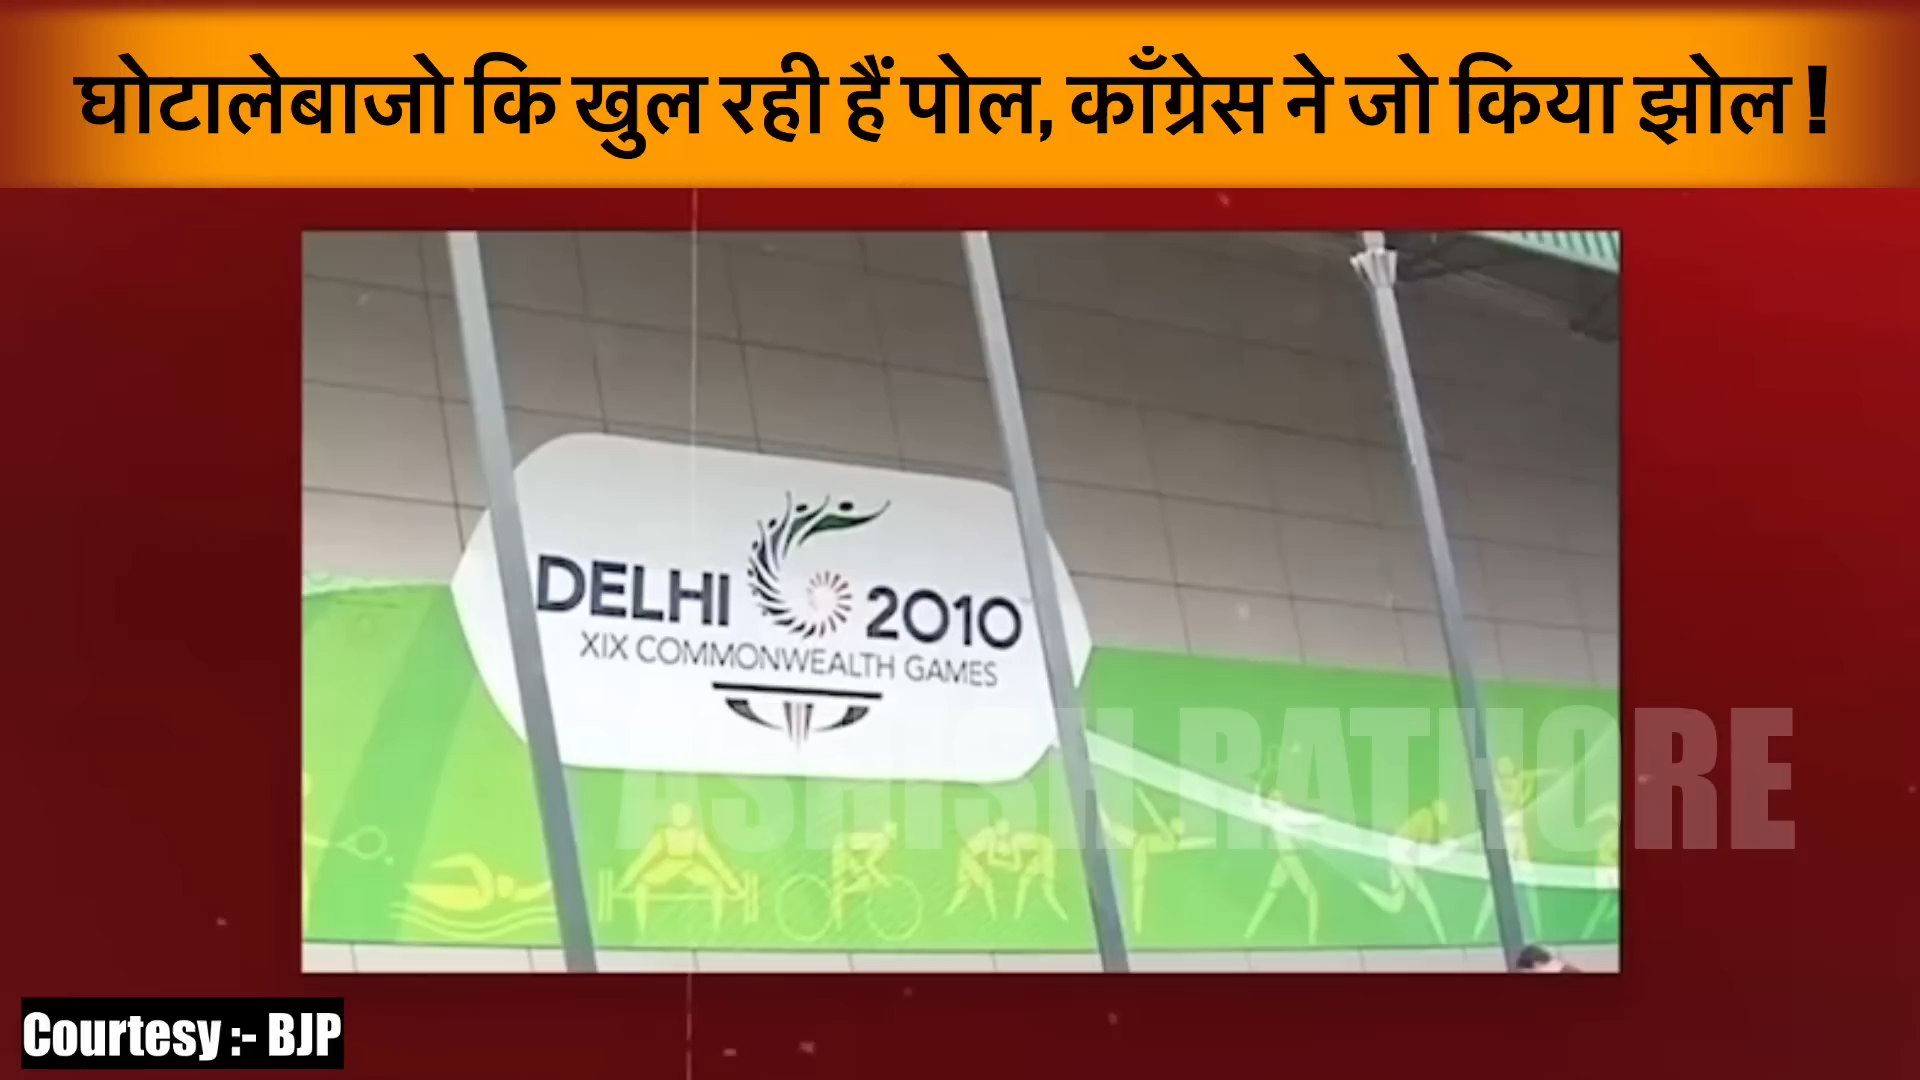 घोटालेबाजो कि खुल रही हैं पोल, काँग्रेस ने जो किया झोल !
DELHI 2010
XIX COMMONWEALTH GAMES
ASHISH RATHORE
Courtesy :- BJP